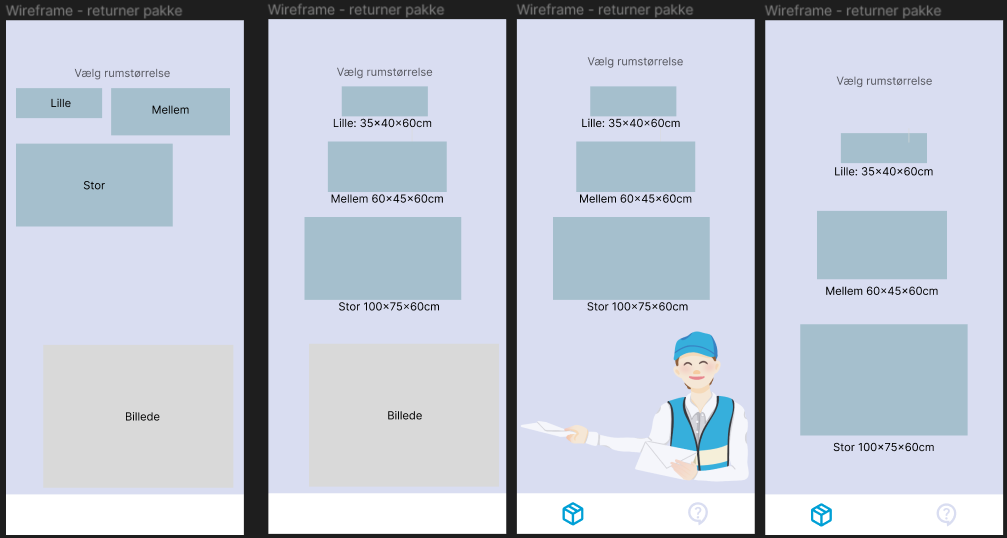 Wireframe - returner pakke
Vælg rumstørrelse
Lille
Mellem
Stor
Billede
Wireframe - returner pakke
Vælg rumstørrelse
Lille: 35×40×60cm
Mellem 60×45×60cm
Stor 100×75×60cm
Billede
Wireframe - returner pakke
Vælg rumstørrelse
Lille: 35×40×60cm
Mellem 60×45×60cm
Stor 100×75×60cm
Wireframe - returner pakke
Vælg rumstørrelse
Lille: 35×40×60cm
Mellem 60×45×60cm
Stor 100×75×60cm